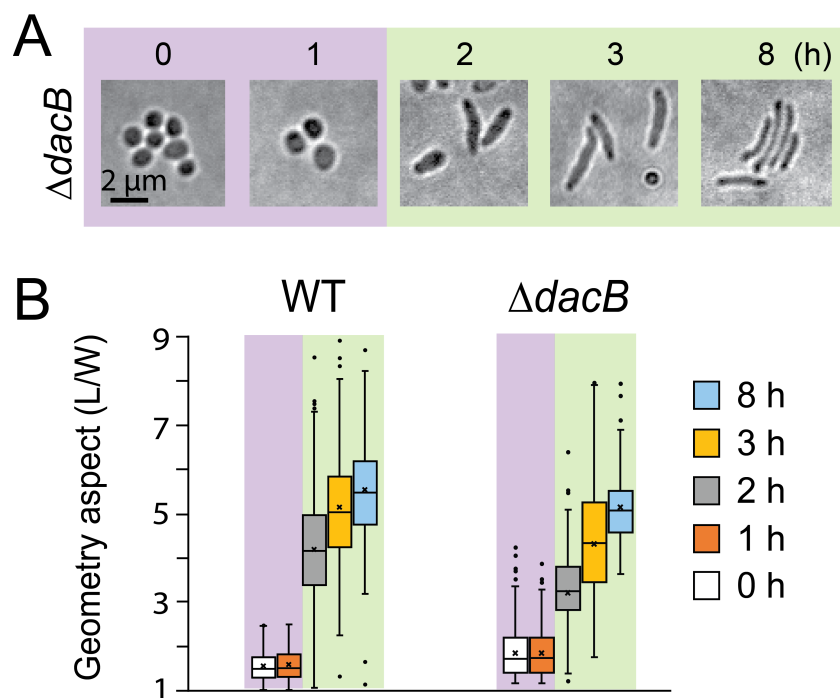 A
0 1 2 3 8 (h)
ΔdacB
2 μm
B
WT ΔdacB
Geometry aspect (L/W)
9
7
5
3
1
8 h
3 h
2 h
1 h
0 h